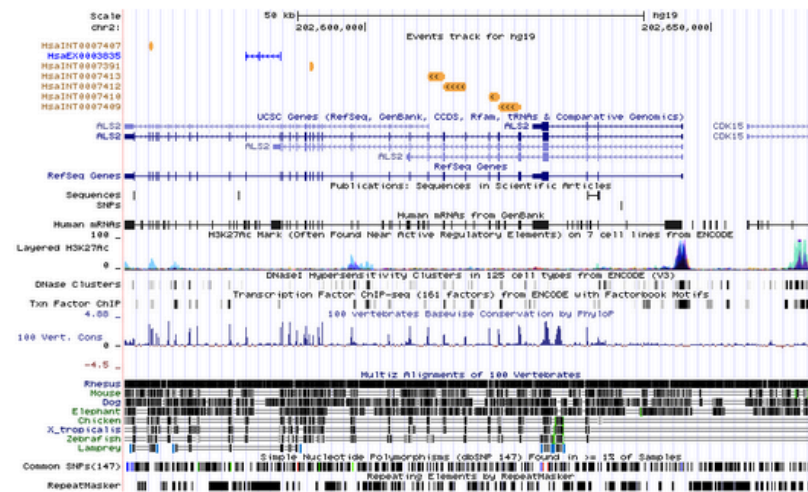 Scale 50 kb hg19
chr2: 202,600,000 202,650,000
Events track for hg19
HsaINT0007407
HsaEX0003835
HsaINT0007391
HsaINT0007413
HsaINT0007412
HsaINT0007410
HsaINT0007409
UCSC Genes (RefSeq, GenBank, CCDS, Rfam, tRNAs & Comparative Genomics)
ALS2 ALS2 CDK15
ALS2 CDK15
ALS2
ALS2
RefSeq Genes
RefSeq Genes
Publications: Sequences in Scientific Articles
Sequences
SNPs
Human mRNAs from GenBank
Human mRNAs
H3K27Ac Mark (Often Found Near Active Regulatory Elements) on 7 cell lines from ENCODE
100
Layered H3K27Ac
0
DNaseI Hypersensitivity Clusters in 125 cell types from ENCODE (V3)
DNase Clusters
Transcription Factor ChIP-seq (161 factors) from ENCODE with Factorbook Motifs
Txn Factor ChIP
4.88
100 vertebrates Basewise Conservation by PhyloP
100 Vert. Cons
0
-4.5
Multiz Alignments of 100 Vertebrates
Rhesus
Mouse
Dog
Elephant
Chicken
X_tropicalis
Zebrafish
Lamprey
Simple Nucleotide Polymorphisms (dbSNP 147) Found in >= 1% of Samples
Common SNPs(147)
Repeating Elements by RepeatMasker
RepeatMasker